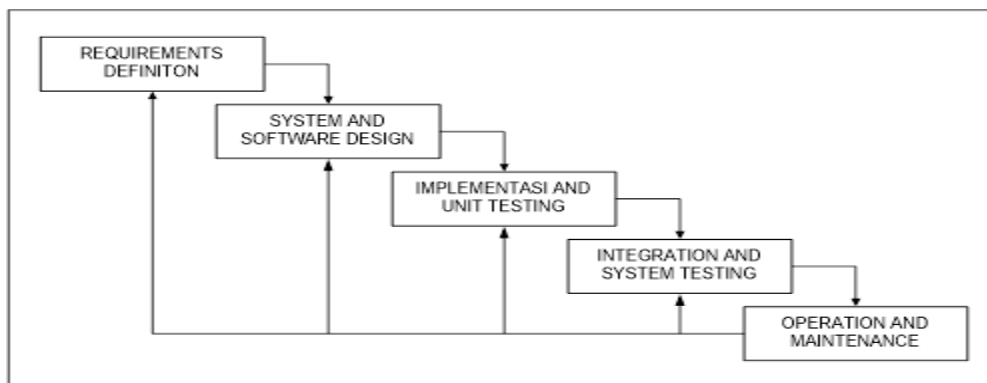 REQUIREMENTS
DEFINITON
SYSTEM AND
SOFTWARE DESIGN
IMPLEMENTASI AND
UNIT TESTING
INTEGRATION AND
SYSTEM TESTING
OPERATION AND
MAINTENANCE